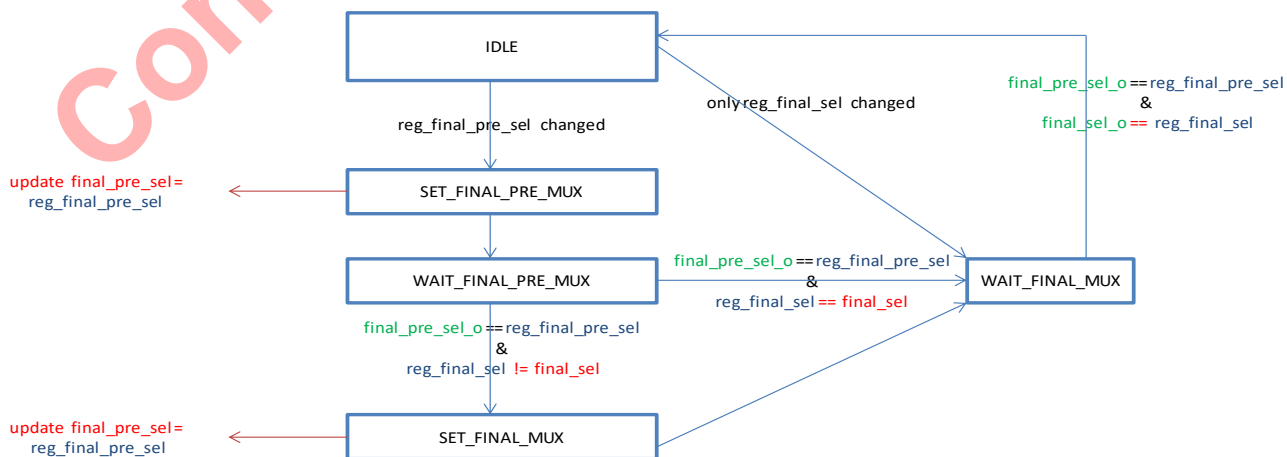 Con
IDLE
final_pre_sel_o == reg_final_pre_sel
&
final_sel_o == reg_final_sel
only reg_final_sel changed
reg_final_pre_sel changed
update final_pre_sel=
reg_final_pre_sel
SET_FINAL_PRE_MUX
WAIT_FINAL_PRE_MUX
final_pre_sel_o == reg_final_pre_sel
&
reg_final_sel == final_sel
WAIT_FINAL_MUX
final_pre_sel_o == reg_final_pre_sel
&
reg_final_sel != final_sel
update final_pre_sel=
reg_final_pre_sel
SET_FINAL_MUX